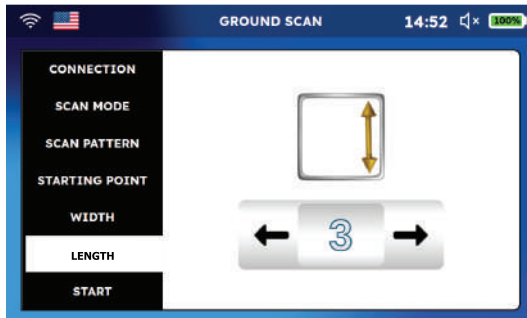 GROUND SCAN 14:52 100%
CONNECTION
SCAN MODE
SCAN PATTERN
STARTING POINT
WIDTH
LENGTH
START
3